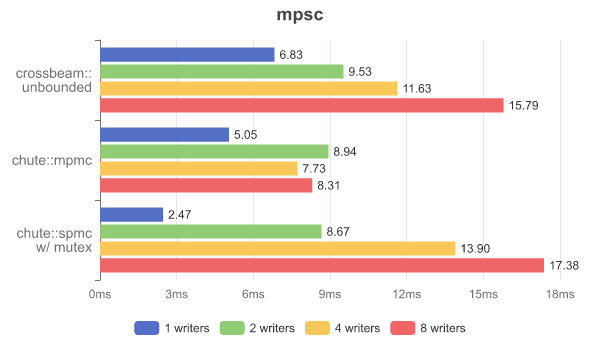 mpsc
crossbeam::
unbounded
6.83
9.53
11.63
15.79
chute::mpmc
5.05
8.94
7.73
8.31
chute::spmc
w/ mutex
2.47
8.67
13.90
17.38
0ms 3ms 6ms 9ms 12ms 15ms 18ms
1 writers 2 writers 4 writers 8 writers